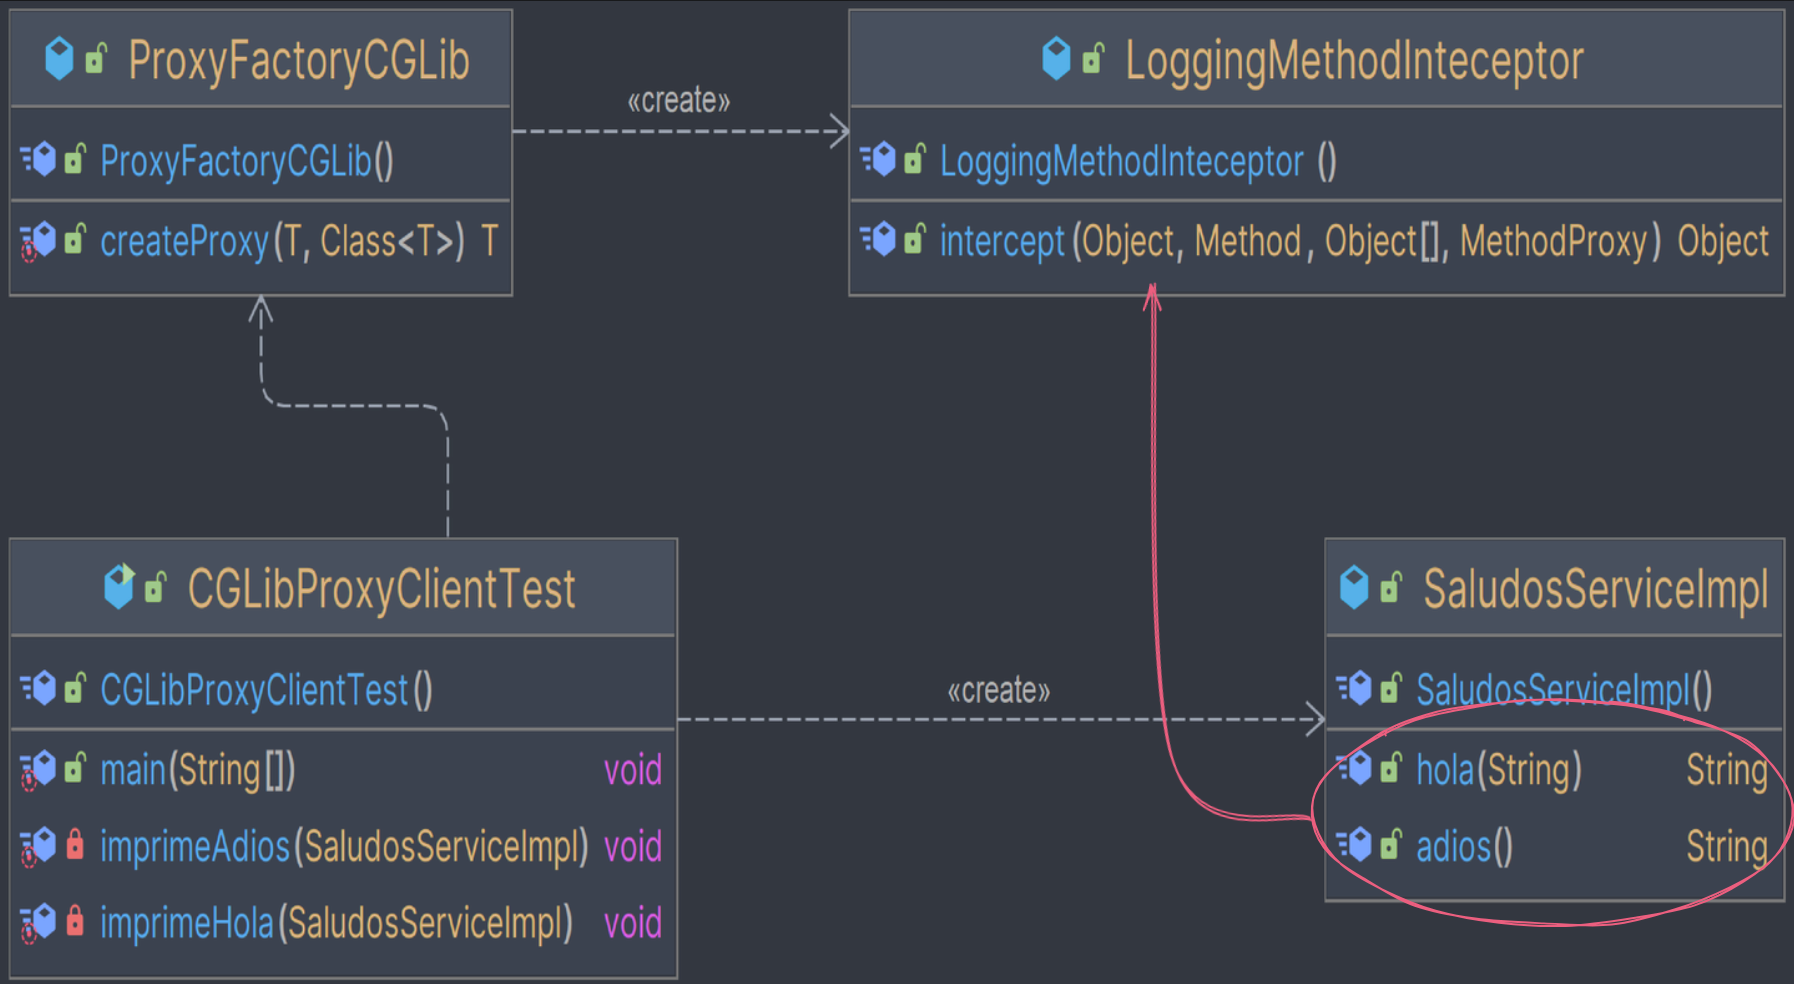 ProxyFactoryCGLib
ProxyFactoryCGLib()
createProxy(T, Class<T>) T
«create»
LoggingMethodInteceptor
LoggingMethodInteceptor ()
intercept (Object, Method , Object[], MethodProxy) Object
CGLibProxyClientTest
CGLibProxyClientTest()
main(String[]) void
imprimeAdios(SaludosServiceImpl) void
imprimeHola(SaludosServiceImpl) void
«create»
SaludosServiceImpl
SaludosServiceImpl()
hola(String) String
adios() String